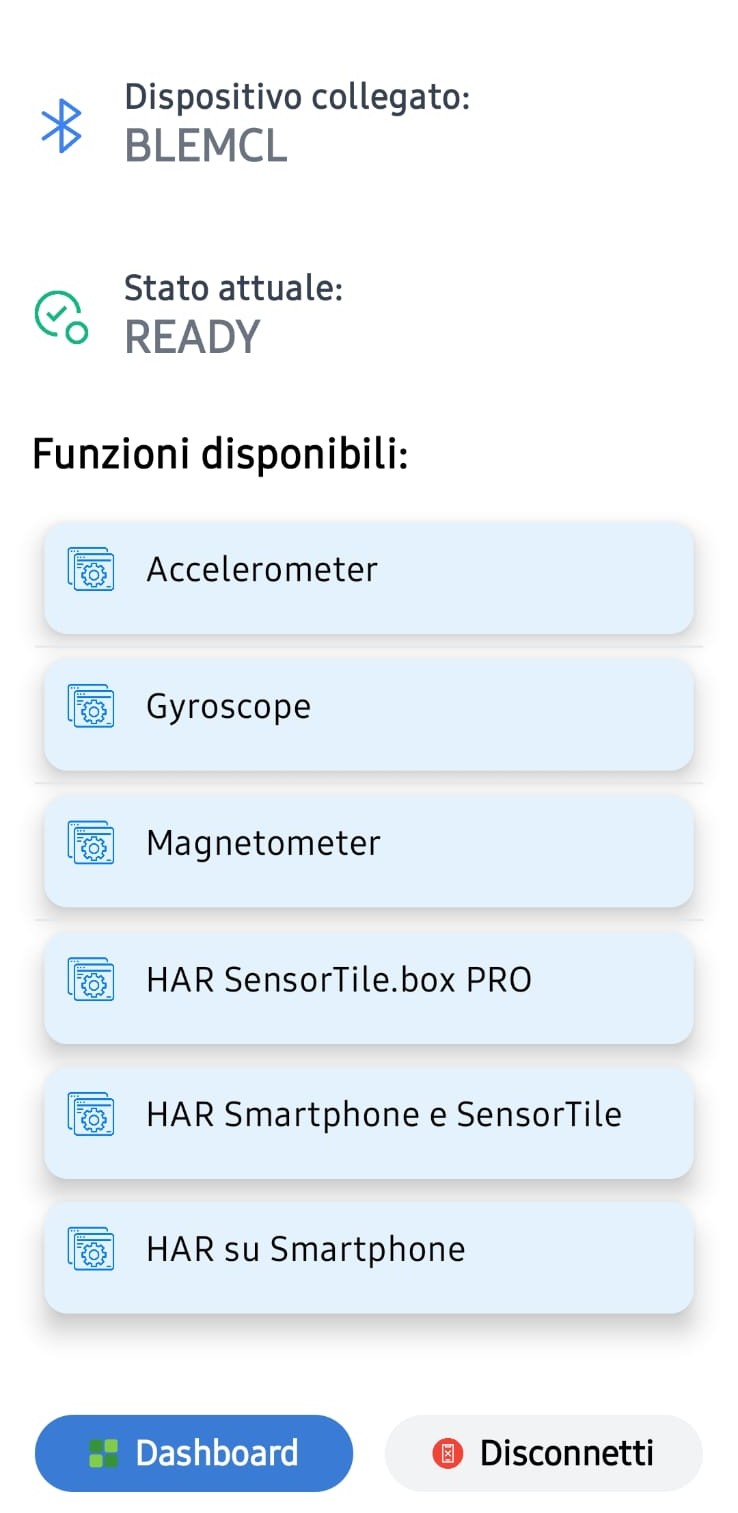 Dispositivo collegato:
BLEMCL
Stato attuale:
READY
Funzioni disponibili:
Accelerometer
Gyroscope
Magnetometer
HAR SensorTile.box PRO
HAR Smartphone e SensorTile
HAR su Smartphone
Dashboard
Disconnetti